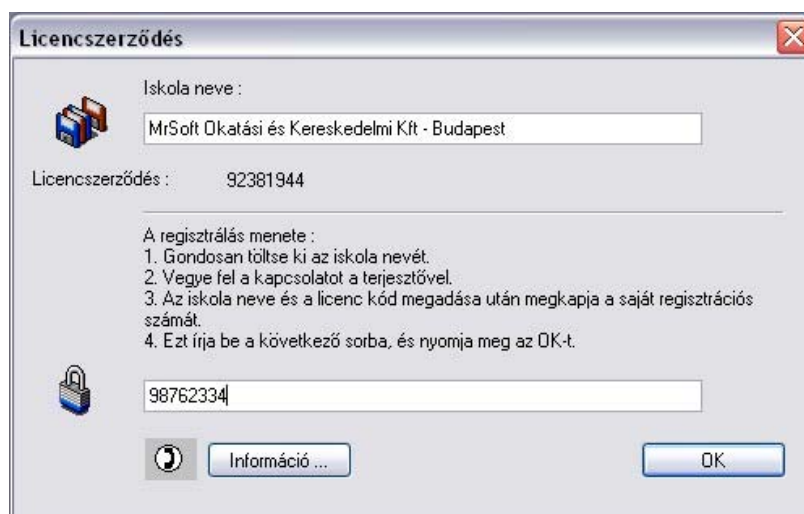 Licencszerződés
Iskola neve :
MrSoft Okatási és Kereskedelmi Kft - Budapest
Licencszerződés : 92381944
A regisztrálás menete :
1. Gondosan töltse ki az iskola nevét.
2. Vegye fel a kapcsolatot a terjesztővel.
3. Az iskola neve és a licenc kód megadása után megkapja a saját regisztrációs
számát.
4. Ezt írja be a következő sorba, és nyomja meg az OK-t.
98762334
Információ ...
OK